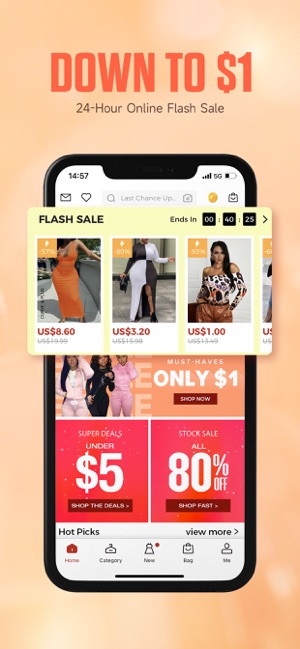 DOWN TO $1
24-Hour Online Flash Sale
14:57
5G
Last Chance Up..
FLASH SALE
Ends In 00 : 40 : 25 >
-57%
-80%
-93%
US$8.60
US$19.99
US$3.20
US$15.98
US$1.00
US$13.49
MUST-HAVES
ONLY $1
SHOP NOW
SUPER DEALS
UNDER
$5
SHOP THE DEALS >
STOCK SALE
ALL
80% OFF
SHOP FAST >
Hot Picks
view more >
Home
Category
New
Bag
Me